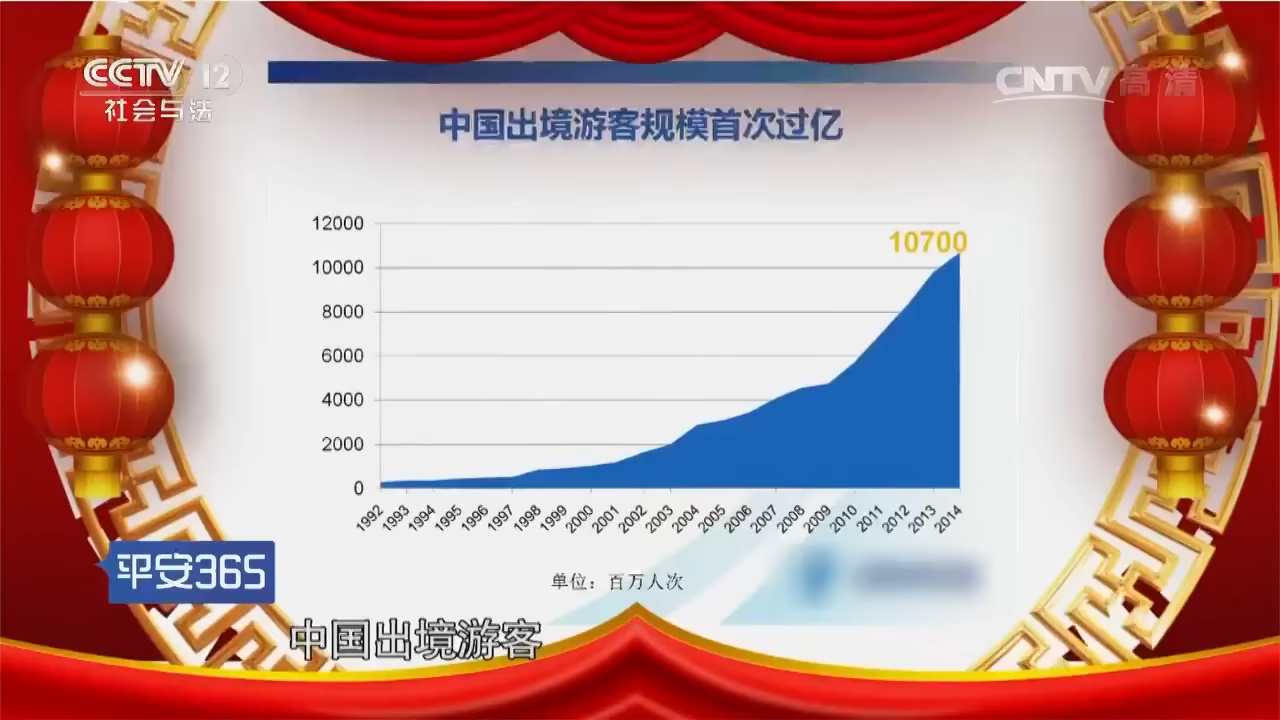 CCTV 12
社会与法
CNTV 高清
中国出境游客规模首次过亿
12000
10000
8000
6000
4000
2000
0
10700
1992 1993 1994 1995 1996 1997 1998 1999 2000 2001 2002 2003 2004 2005 2006 2007 2008 2009 2010 2011 2012 2013 2014
单位：百万人次
平安365
中国出境游客